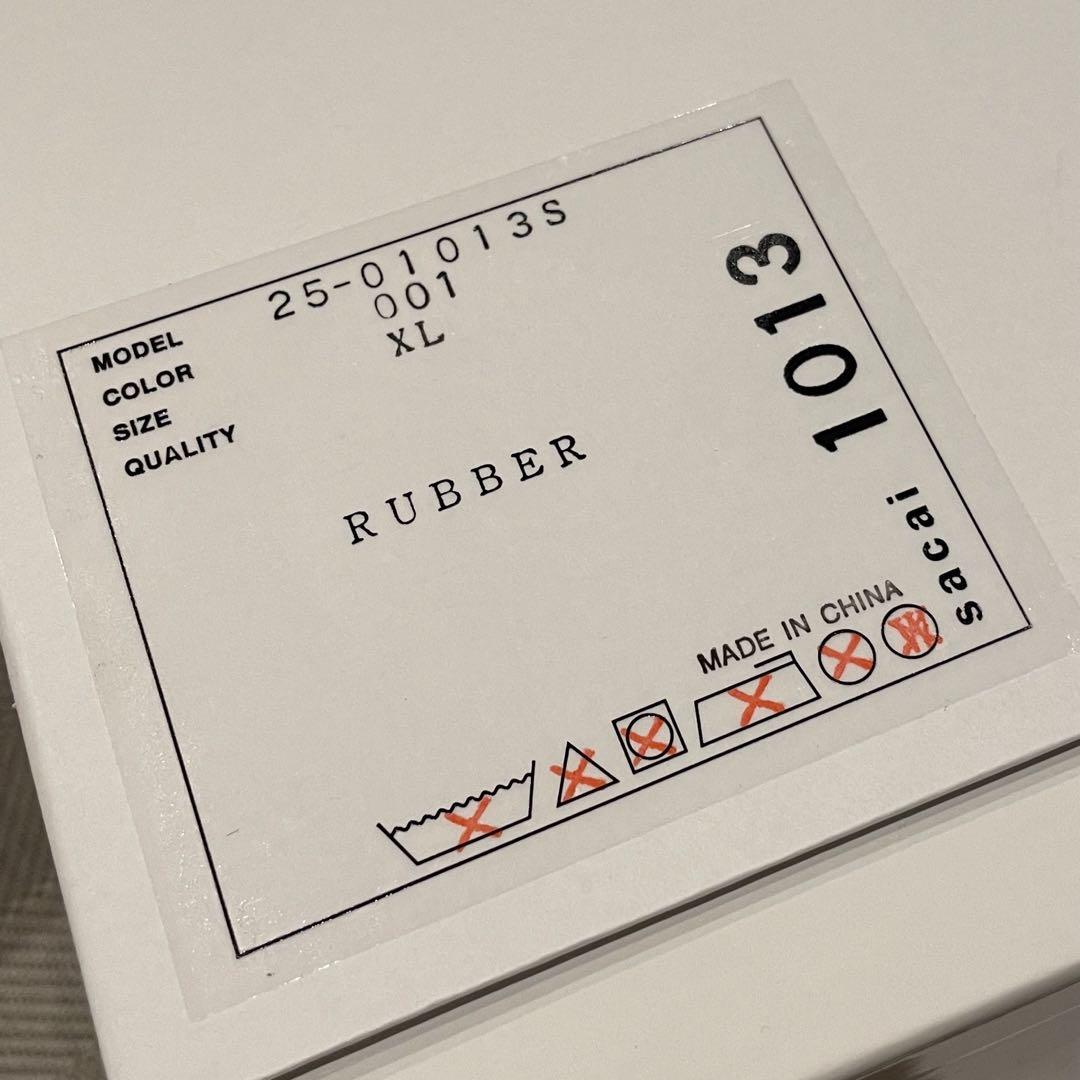 MODEL 25-01013S
COLOR 001
SIZE XL
QUALITY
RUBBER
MADE IN CHINA
sacai 1013